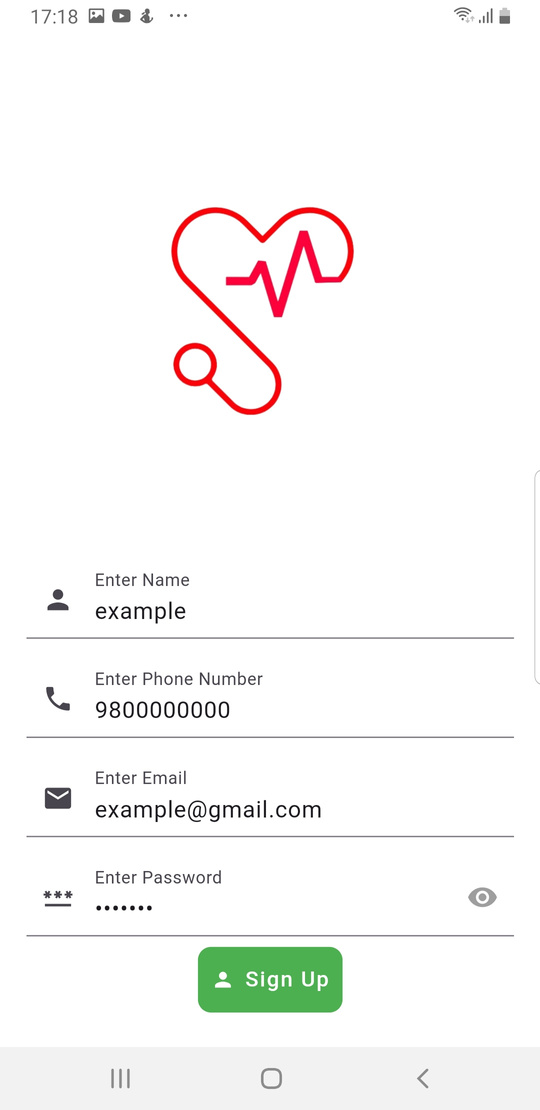 17:18
Enter Name
example
Enter Phone Number
9800000000
Enter Email
example@gmail.com
Enter Password
•••••••
Sign Up